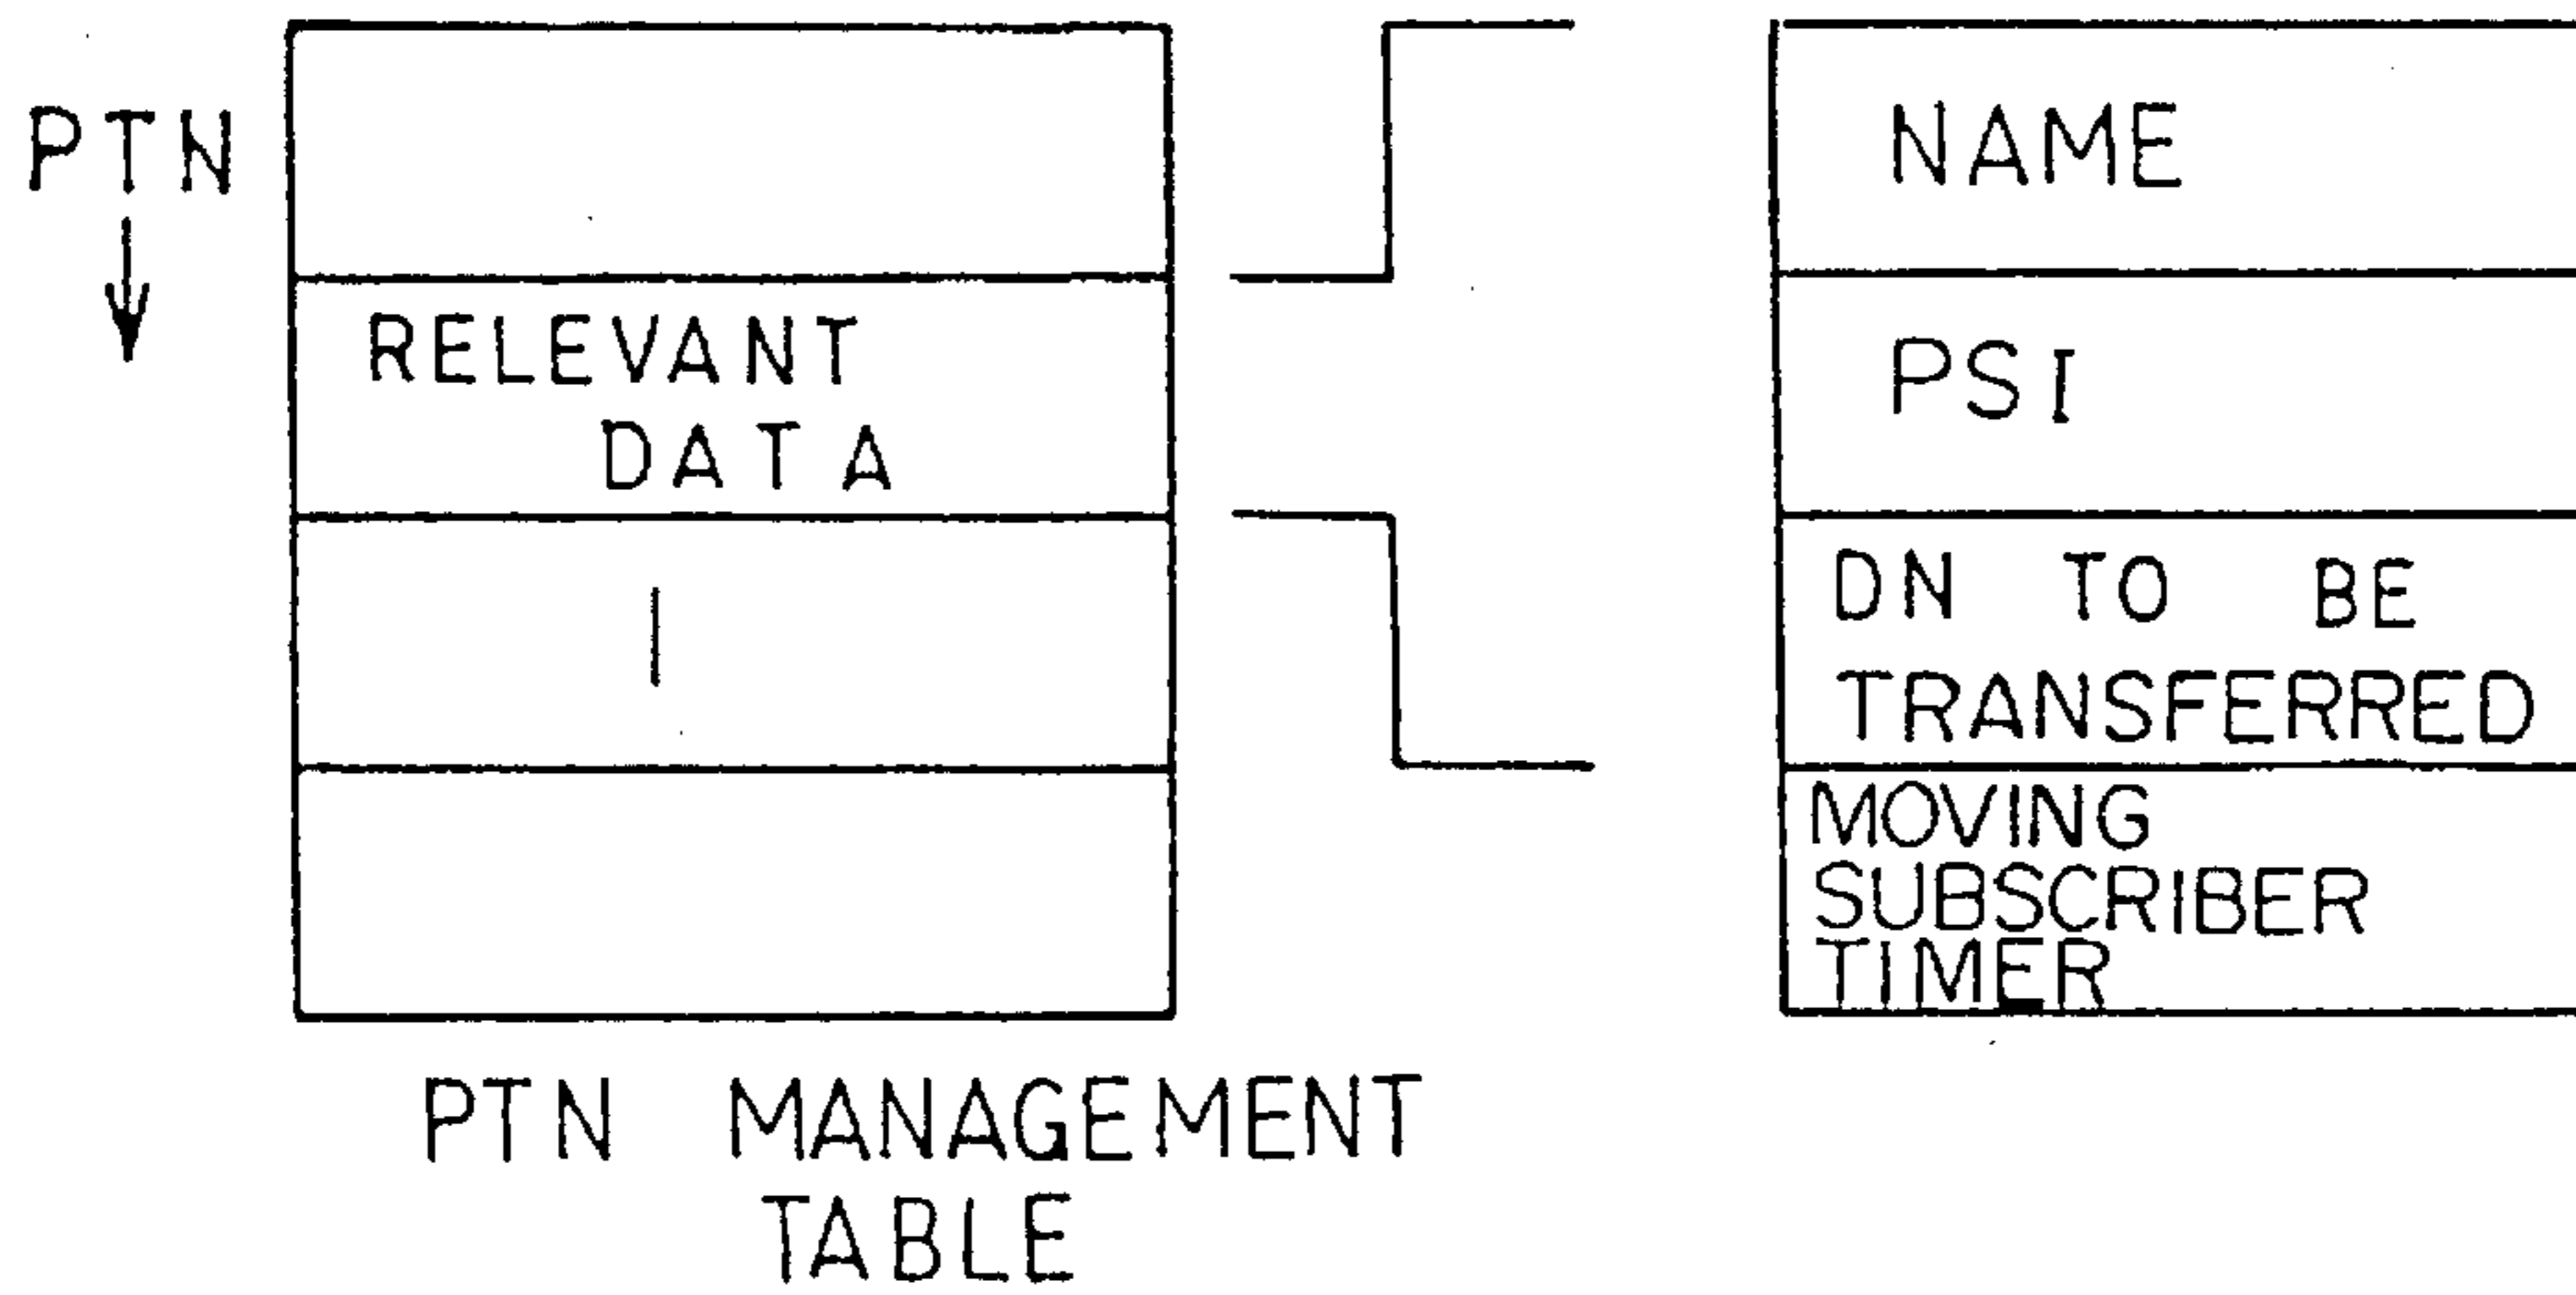 PTN
RELEVANT
DATA
NAME
PSI
DN TO BE
TRANSFERRED
MOVING
SUBSCRIBER
TIMER
PTN MANAGEMENT
TABLE